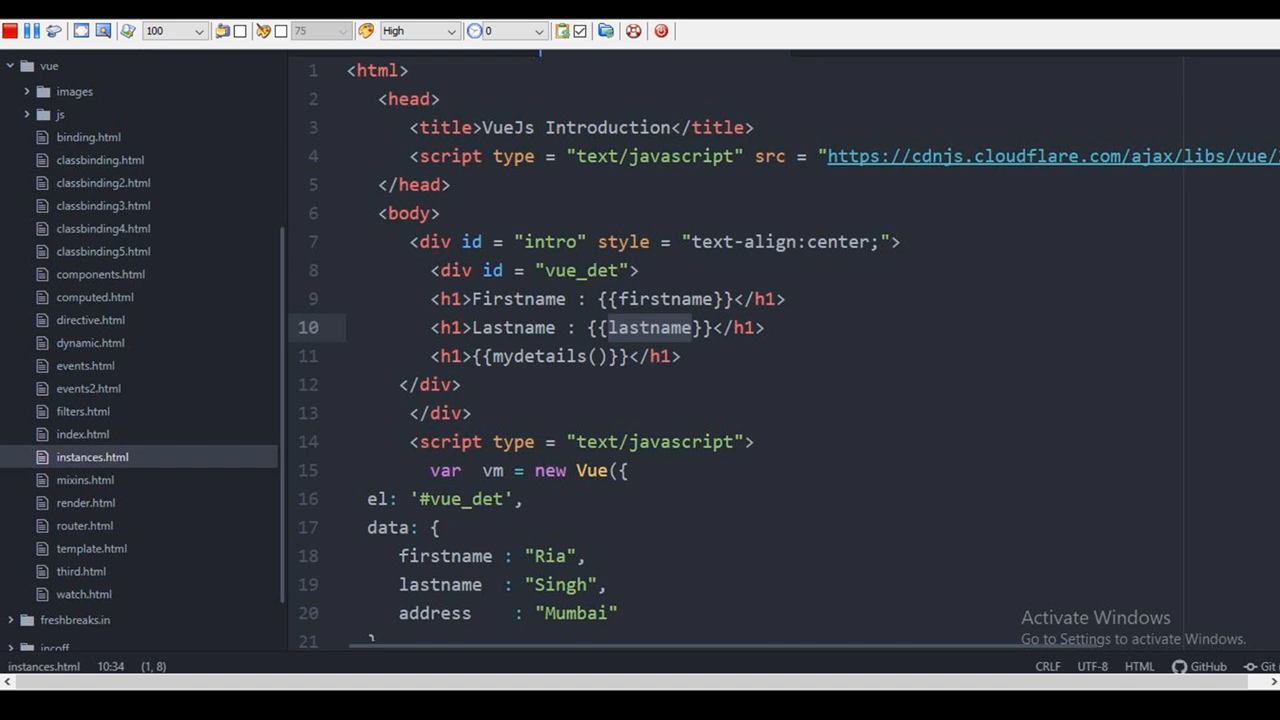 100
75
High
0
vue
images
js
binding.html
classbinding.html
classbinding2.html
classbinding3.html
classbinding4.html
classbinding5.html
components.html
computed.html
directive.html
dynamic.html
events.html
events2.html
filters.html
index.html
instances.html
mixins.html
render.html
router.html
template.html
third.html
watch.html
freshbreaks.in
incoff
1 <html>
2 <head>
3 <title>VueJs Introduction</title>
4 <script type = "text/javascript" src = "https://cdnjs.cloudflare.com/ajax/libs/vue/
5 </head>
6 <body>
7 <div id = "intro" style = "text-align:center;">
8 <div id = "vue_det">
9 <h1>Firstname : {{firstname}}</h1>
10 <h1>Lastname : {{lastname}}</h1>
11 <h1>{{mydetails()}}</h1>
12 </div>
13 </div>
14 <script type = "text/javascript">
15 var vm = new Vue({
16 el: '#vue_det',
17 data: {
18 firstname : "Ria",
19 lastname : "Singh",
20 address : "Mumbai"
21 }
Activate Windows
Go to Settings to activate Windows.
instances.html 10:34 (1, 8)
CRLF UTF-8 HTML GitHub Git